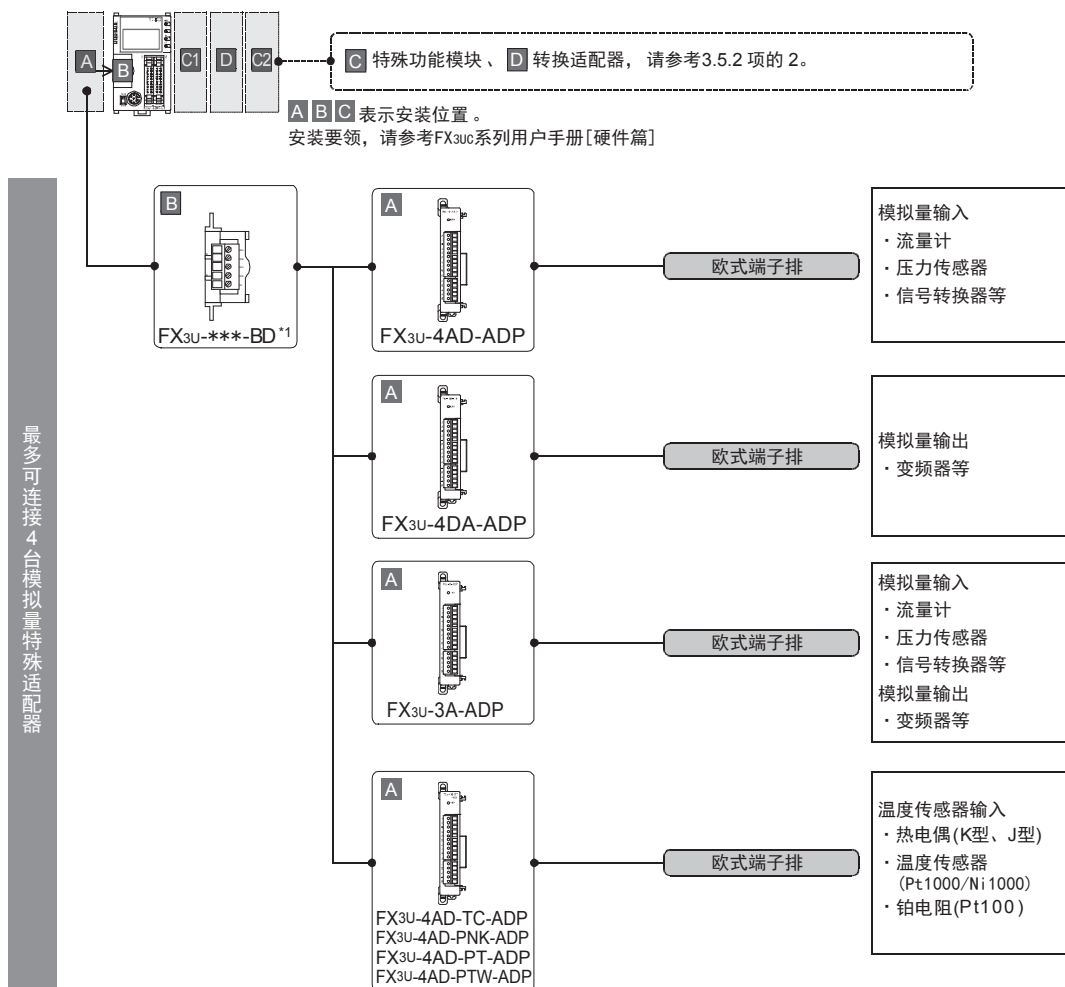 A
B
C1
D
C2
C 特殊功能模块、 D 转换适配器，请参考3.5.2 项的 2。
A B C 表示安装位置。
安装要领，请参考FX3UC系列用户手册[硬件篇]
最多可连接4台模拟量特殊适配器
B
FX3U-***-BD*1
A
FX3U-4AD-ADP
欧式端子排
模拟量输入
·流量计
·压力传感器
·信号转换器等
A
FX3U-4DA-ADP
欧式端子排
模拟量输出
·变频器等
A
FX3U-3A-ADP
欧式端子排
模拟量输入
·流量计
·压力传感器
·信号转换器等
模拟量输出
·变频器等
A
FX3U-4AD-TC-ADP
FX3U-4AD-PNK-ADP
FX3U-4AD-PT-ADP
FX3U-4AD-PTW-ADP
欧式端子排
温度传感器输入
·热电偶(K型、J型)
·温度传感器
(Pt1000/Ni1000)
·铂电阻(Pt100)